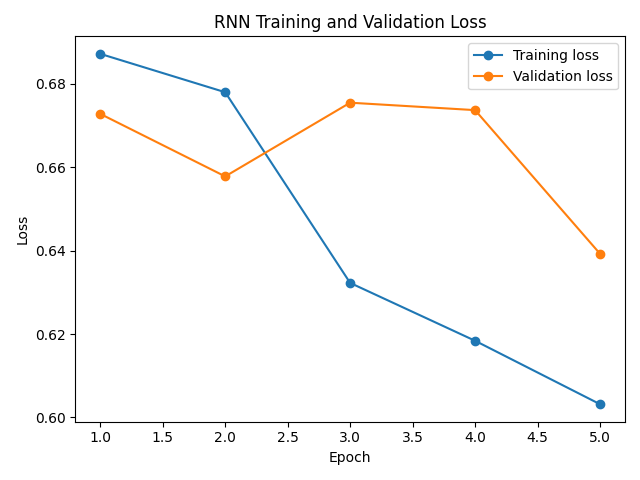 RNN Training and Validation Loss
Training loss
Validation loss
0.68
0.66
0.64
0.62
0.60
Loss
1.0 1.5 2.0 2.5 3.0 3.5 4.0 4.5 5.0
Epoch